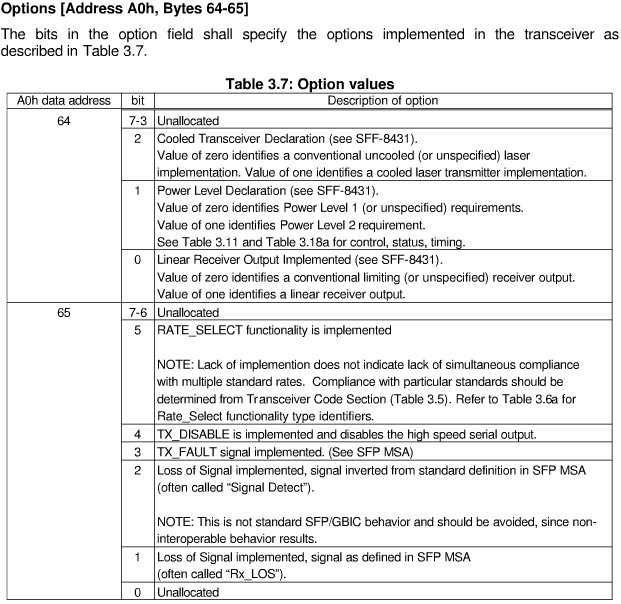 Options [Address A0h, Bytes 64-65]
The bits in the option field shall specify the options implemented in the transceiver as
described in Table 3.7.
Table 3.7: Option values
A0h data address bit Description of option
64 7-3 Unallocated
2 Cooled Transceiver Declaration (see SFF-8431).
Value of zero identifies a conventional uncooled (or unspecified) laser
implementation. Value of one identifies a cooled laser transmitter implementation.
1 Power Level Declaration (see SFF-8431).
Value of zero identifies Power Level 1 (or unspecified) requirements.
Value of one identifies Power Level 2 requirement.
See Table 3.11 and Table 3.18a for control, status, timing.
0 Linear Receiver Output Implemented (see SFF-8431).
Value of zero identifies a conventional limiting (or unspecified) receiver output.
Value of one identifies a linear receiver output.
65 7-6 Unallocated
5 RATE_SELECT functionality is implemented
NOTE: Lack of implemention does not indicate lack of simultaneous compliance
with multiple standard rates. Compliance with particular standards should be
determined from Transceiver Code Section (Table 3.5). Refer to Table 3.6a for
Rate_Select functionality type identifiers.
4 TX_DISABLE is implemented and disables the high speed serial output.
3 TX_FAULT signal implemented. (See SFP MSA)
2 Loss of Signal implemented, signal inverted from standard definition in SFP MSA
(often called “Signal Detect”).
NOTE: This is not standard SFP/GBIC behavior and should be avoided, since non-
interoperable behavior results.
1 Loss of Signal implemented, signal as defined in SFP MSA
(often called “Rx_LOS”).
0 Unallocated